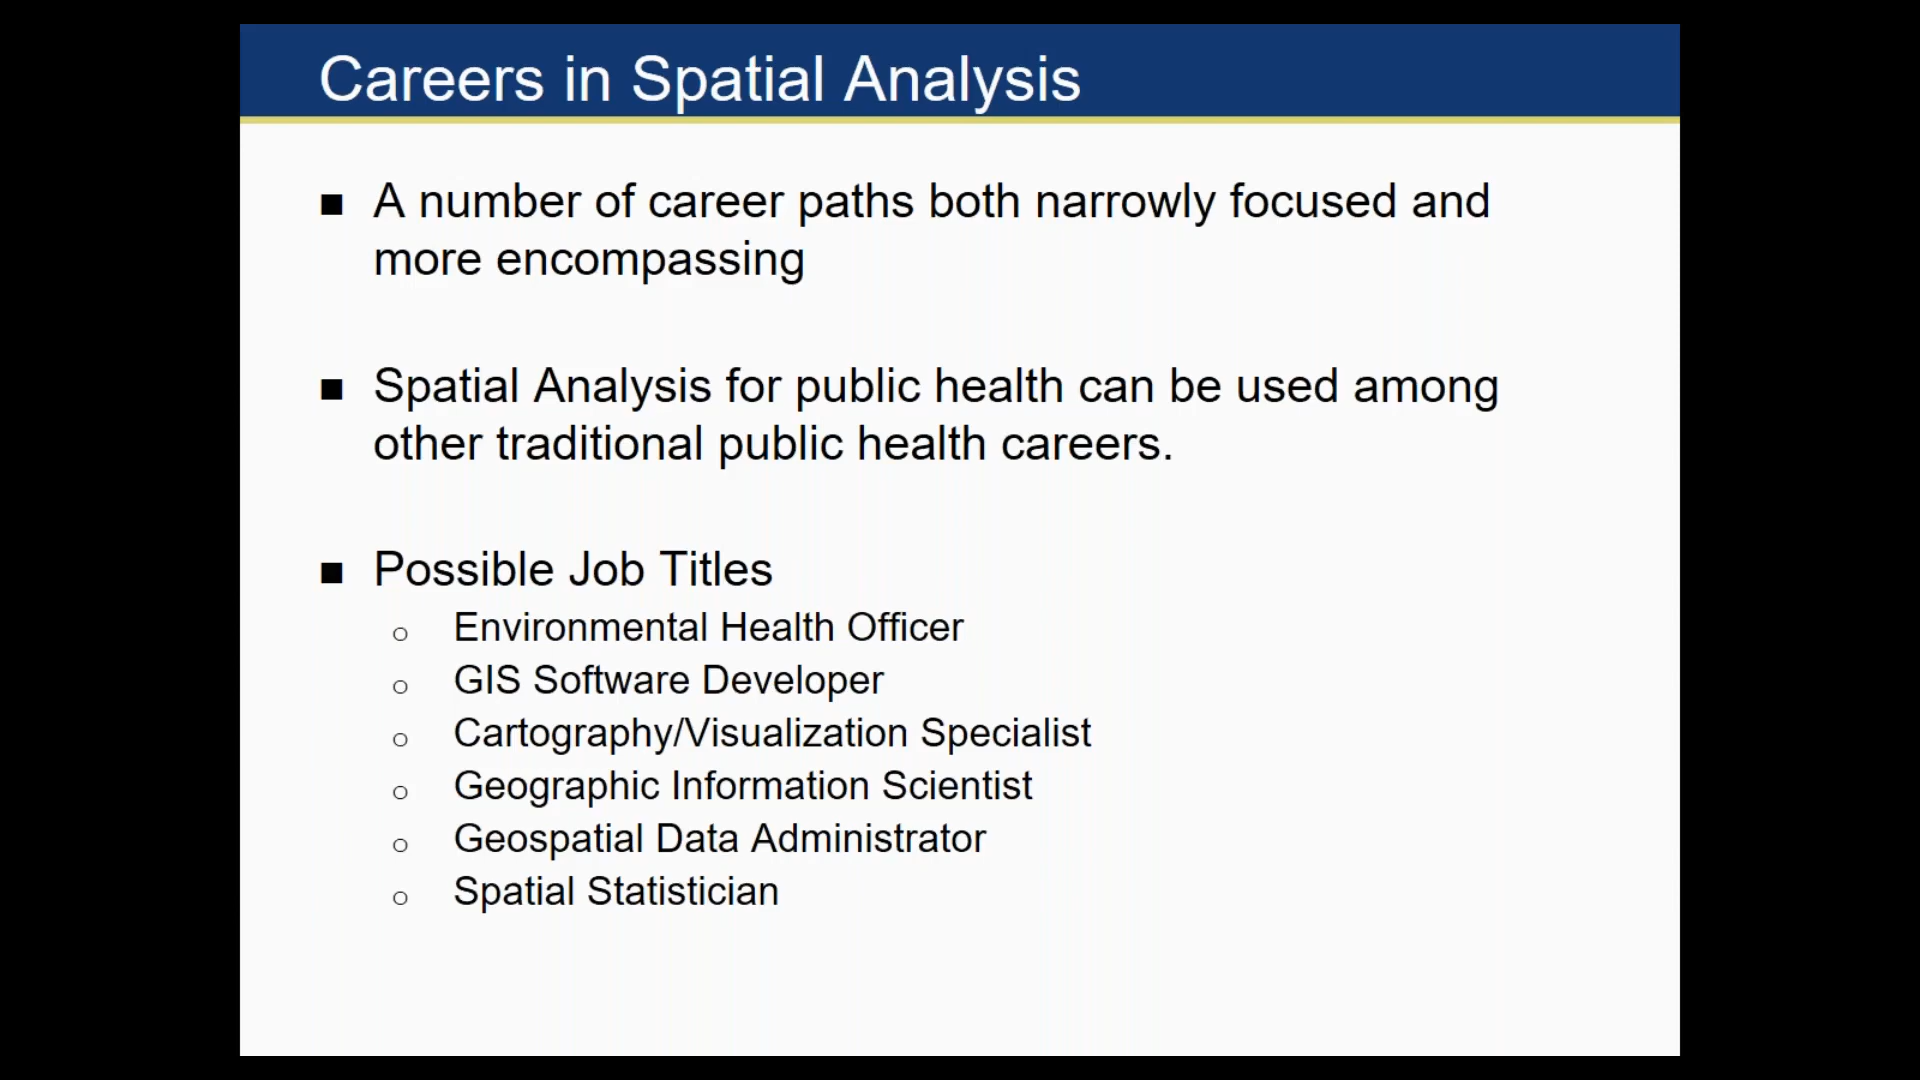 Careers in Spatial Analysis
■ A number of career paths both narrowly focused and
more encompassing
■ Spatial Analysis for public health can be used among
other traditional public health careers.
■ Possible Job Titles
o Environmental Health Officer
o GIS Software Developer
o Cartography/Visualization Specialist
o Geographic Information Scientist
o Geospatial Data Administrator
o Spatial Statistician